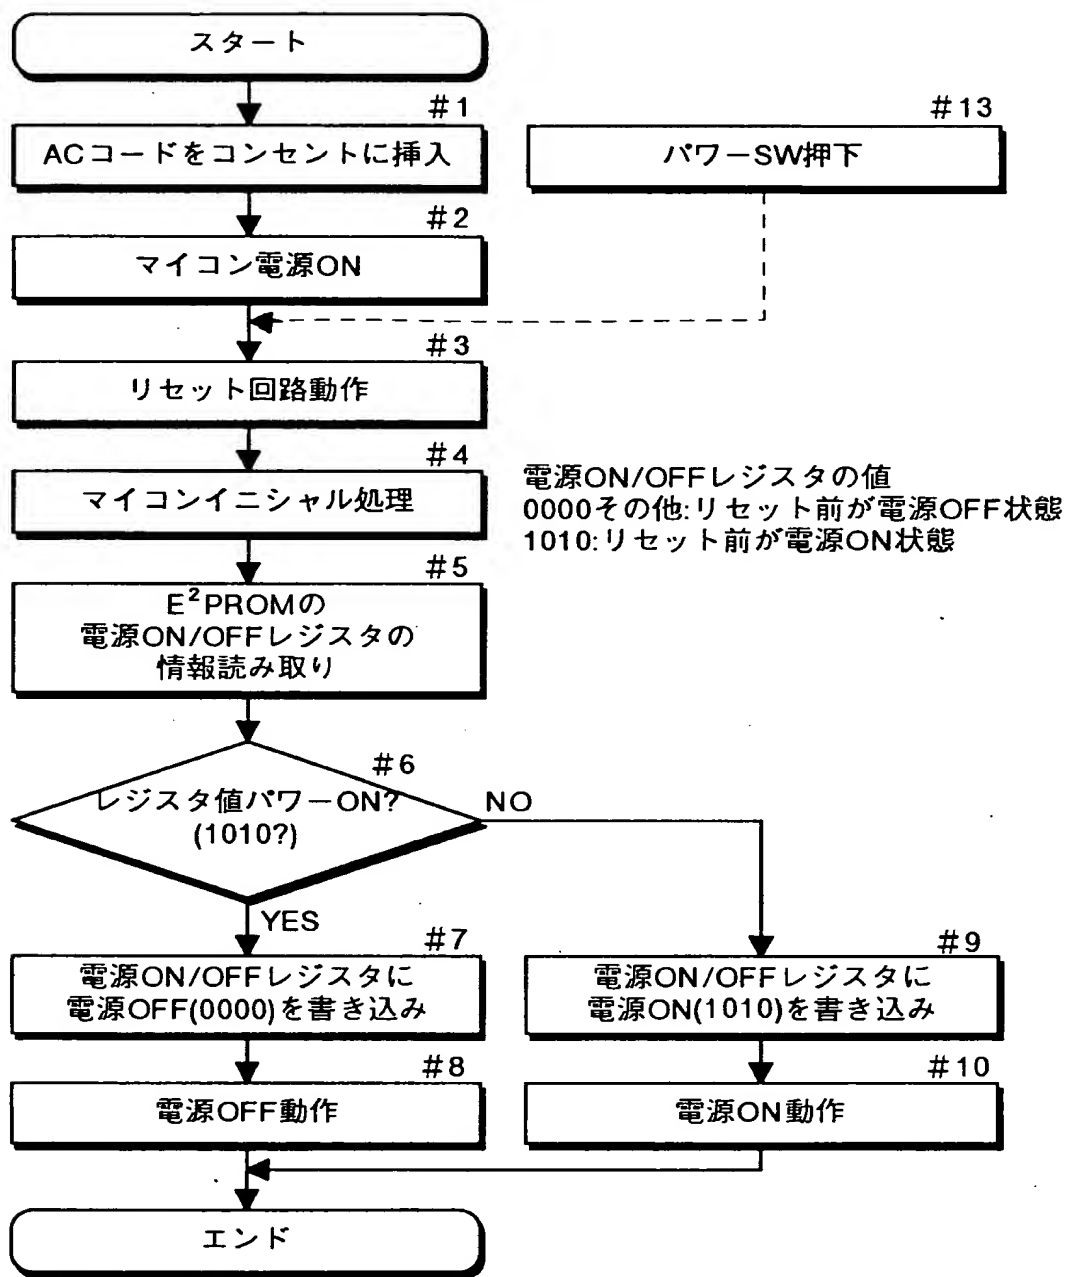 スタート
#1
ACコードをコンセントに挿入
#13
パワーSW押下
#2
マイコン電源ON
#3
リセット回路動作
#4
マイコンイニシャル処理
電源ON/OFFレジスタの値
0000その他:リセット前が電源OFF状態
1010:リセット前が電源ON状態
#5
E²PROMの
電源ON/OFFレジスタの
情報読み取り
#6
レジスタ値パワーON?
(1010?)
NO
YES
#7
電源ON/OFFレジスタに
電源OFF(0000)を書き込み
#9
電源ON/OFFレジスタに
電源ON(1010)を書き込み
#8
電源OFF動作
#10
電源ON動作
エンド